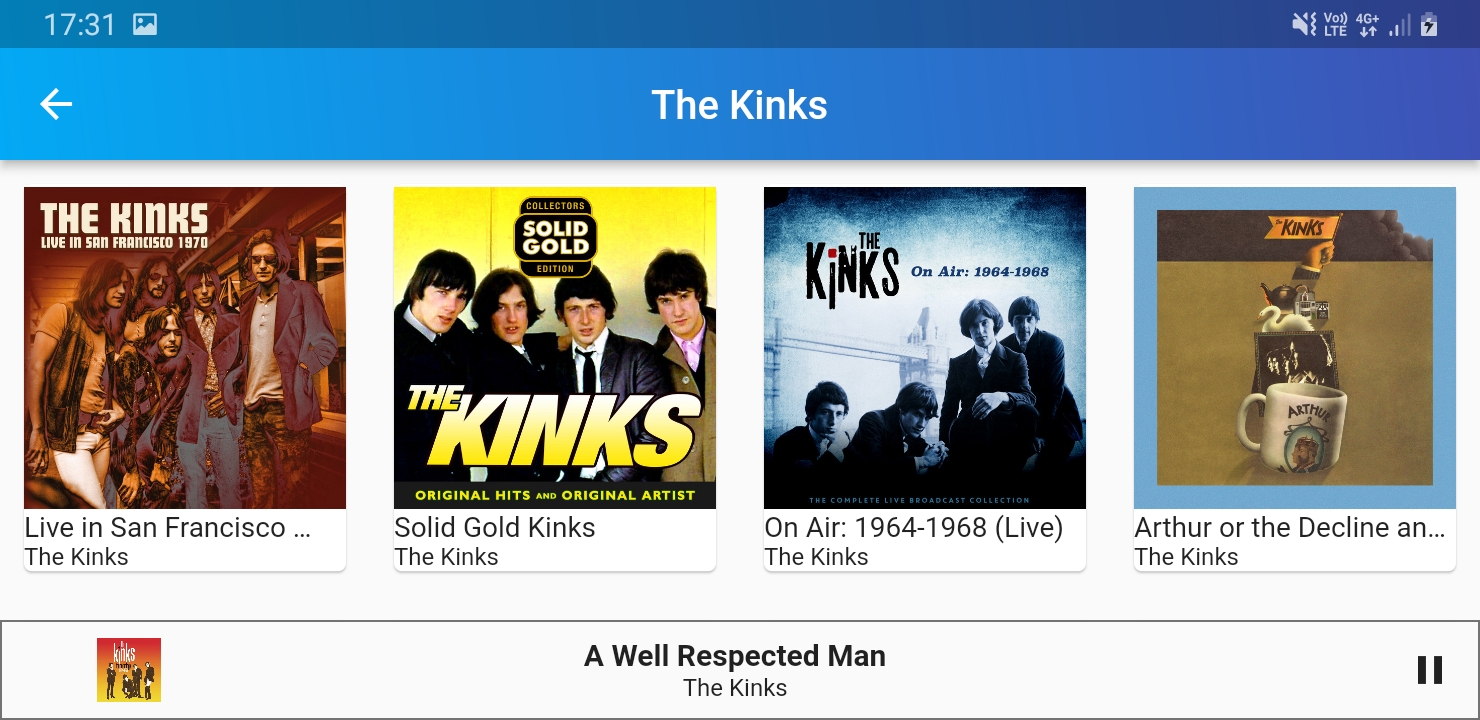 17:31
Vo)) LTE
4G+
The Kinks
THE KINKS
LIVE IN SAN FRANCISCO 1970
COLLECTORS
SOLID
GOLD
EDITION
THE
KINKS
ORIGINAL HITS AND ORIGINAL ARTIST
THE
KINKS
On Air: 1964-1968
THE COMPLETE LIVE BROADCAST COLLECTION
The KINKS
ARTHUR
Live in San Francisco ...
The Kinks
Solid Gold Kinks
The Kinks
On Air: 1964-1968 (Live)
The Kinks
Arthur or the Decline an...
The Kinks
kinks
A Well Respected Man
The Kinks